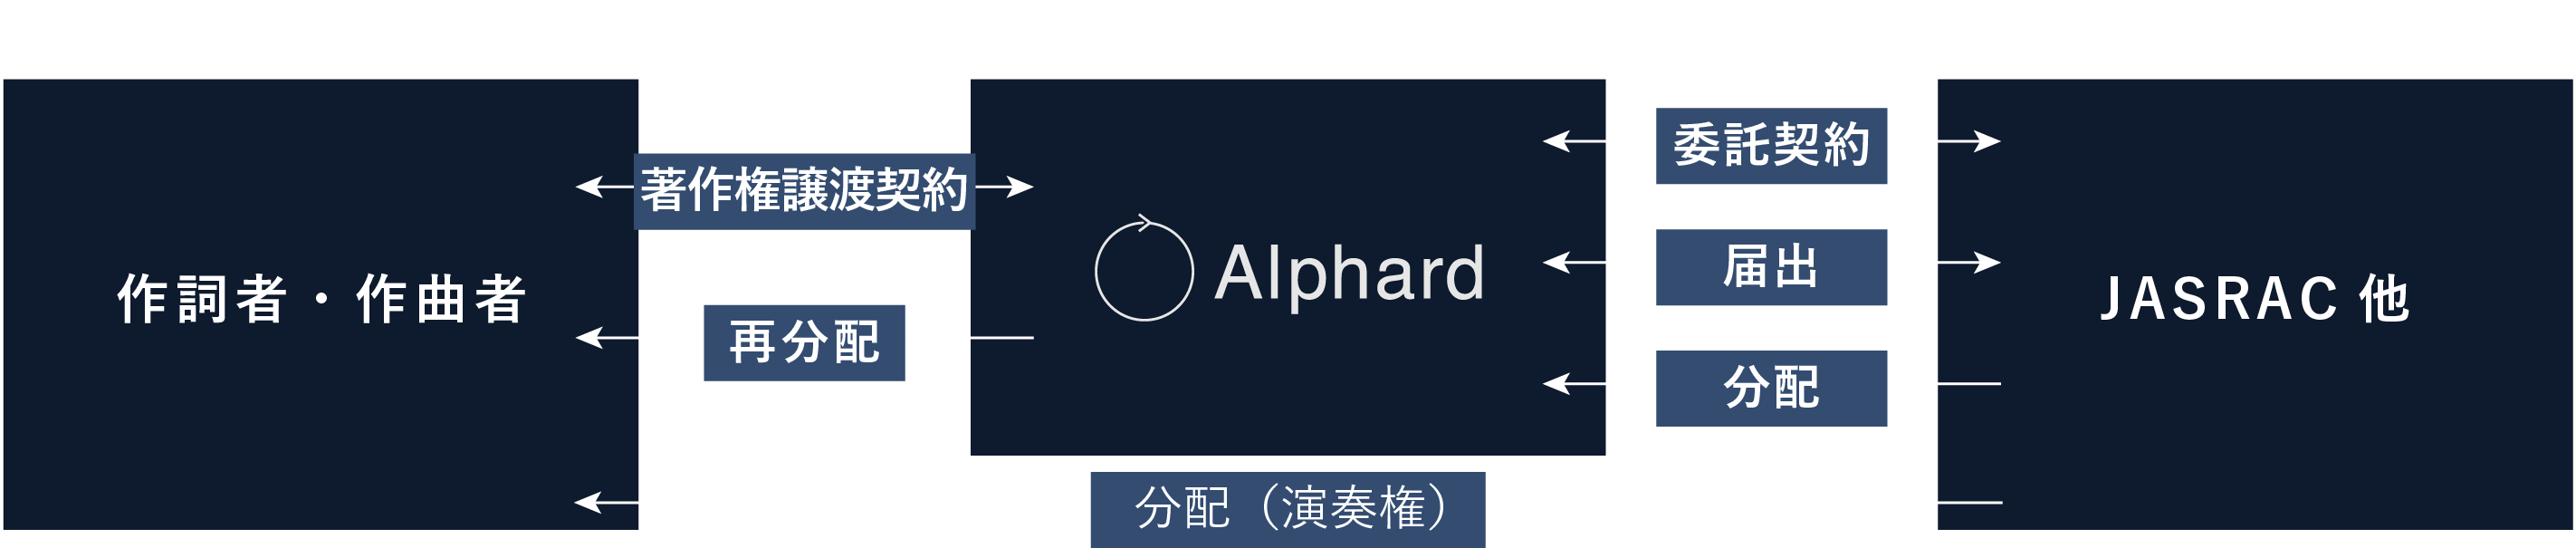 作詞者・作曲者
著作権譲渡契約
再分配
Alphard
委託契約
届出
分配
JASRAC 他
分配（演奏権）